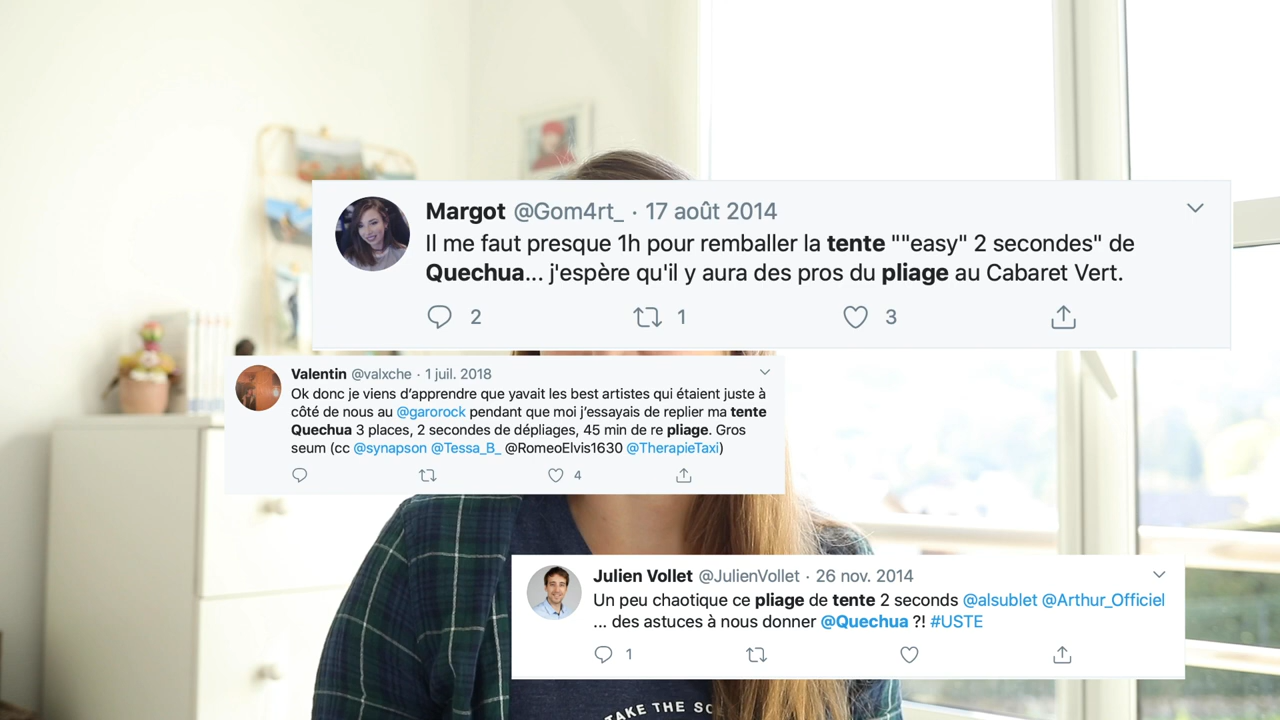 Margot @Gom4rt_ · 17 août 2014
Il me faut presque 1h pour remballer la tente ""easy" 2 secondes" de
Quechua... j'espère qu'il y aura des pros du pliage au Cabaret Vert.
2 1 3
Valentin @valxche · 1 juil. 2018
Ok donc je viens d'apprendre que yavait les best artistes qui étaient juste à
côté de nous au @garorock pendant que moi j'essayais de replier ma tente
Quechua 3 places, 2 secondes de dépliages, 45 min de re pliage. Gros
seum (cc @synapson @Tessa_B_ @RomeoElvis1630 @TherapieTaxi)
4
Julien Vollet @JulienVollet · 26 nov. 2014
Un peu chaotique ce pliage de tente 2 seconds @alsublet @Arthur_Officiel
... des astuces à nous donner @Quechua ?! #USTE
1
TAKE THE